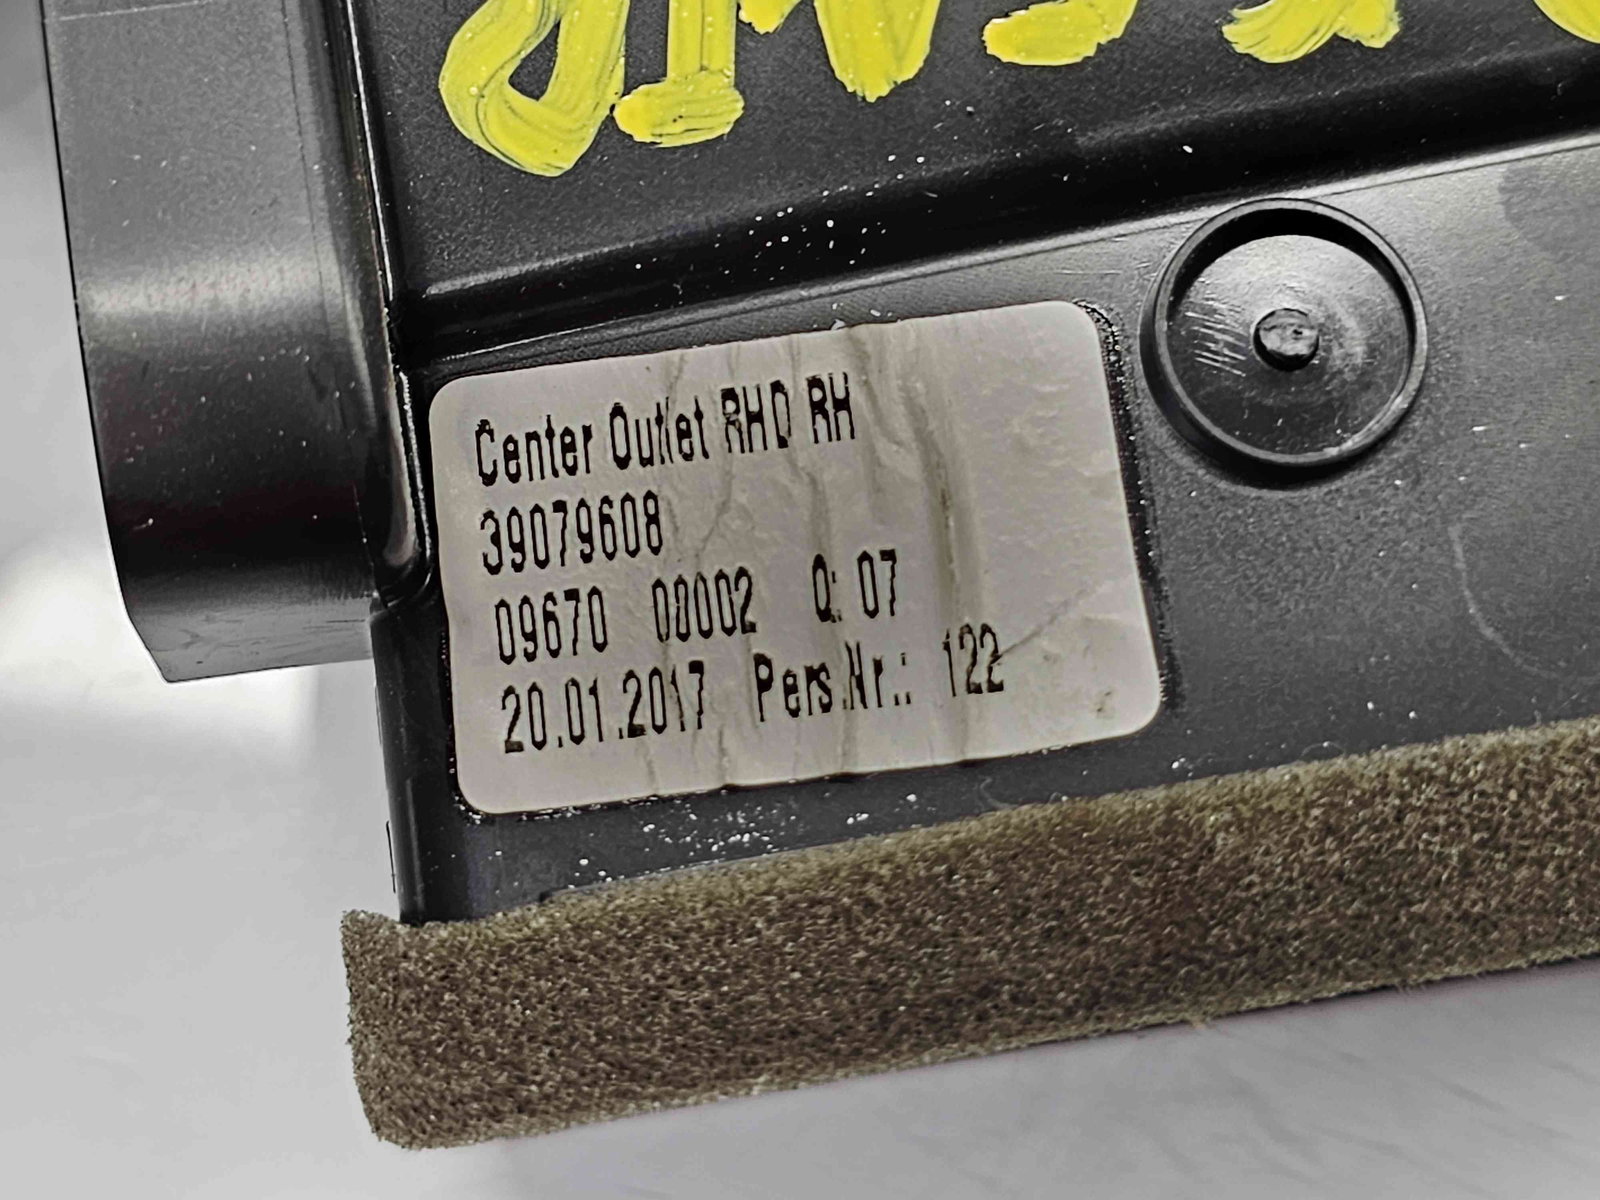 Center Outlet RHD RH
39079608
09670 00002 Q: 07
20.01.2017 Pers.Nr.: 122